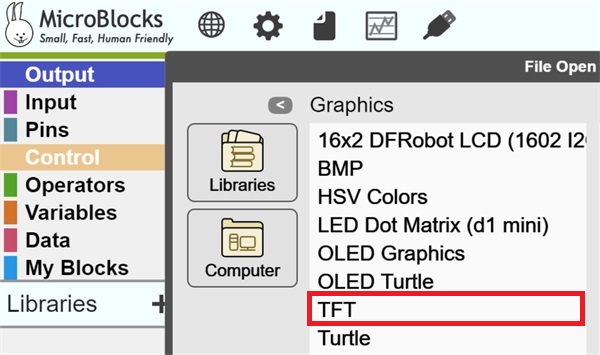 MicroBlocks
Small, Fast, Human Friendly
Output
Input
Pins
Control
Operators
Variables
Data
My Blocks
Libraries +
File Open
< Graphics
Libraries
Computer
16x2 DFRobot LCD (1602 I2
BMP
HSV Colors
LED Dot Matrix (d1 mini)
OLED Graphics
OLED Turtle
TFT
Turtle